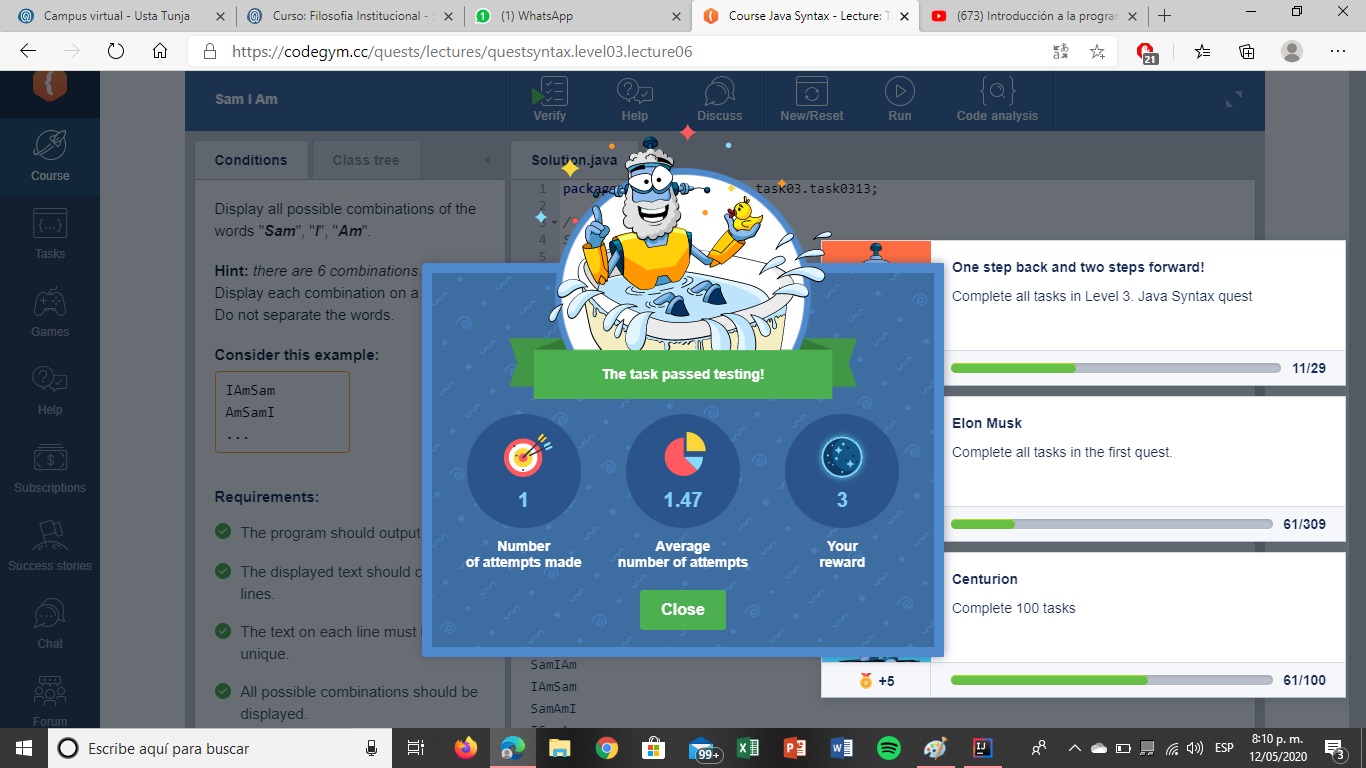 Campus virtual - Usta Tunja
Curso: Filosofia Institucional -
(1) WhatsApp
Course Java Syntax - Lecture: T
(673) Introducción a la progra
https://codegym.cc/quests/lectures/questsyntax.level03.lecture06
21
Sam I Am
Verify
Help
Discuss
New/Reset
Run
Code analysis
Course
Tasks
Games
Help
Subscriptions
Success stories
Chat
Forum
Conditions
Class tree
Display all possible combinations of the
words "Sam", "I", "Am".
Hint: there are 6 combinations.
Display each combination on a
Do not separate the words.
Consider this example:
IAmSam
AmSamI
...
Requirements:
The program should output
The displayed text should
lines.
The text on each line must
unique.
All possible combinations should be
displayed.
Solution.java
1 package task03.task0313;
2
3 /
4
5
The task passed testing!
1
Number
of attempts made
1.47
Average
number of attempts
3
Your
reward
Close
SamIAm
IAmSam
SamAmI
One step back and two steps forward!
Complete all tasks in Level 3. Java Syntax quest
11/29
Elon Musk
Complete all tasks in the first quest.
61/309
Centurion
Complete 100 tasks
+5
61/100
Escribe aquí para buscar
99+
ESP
8:10 p. m.
12/05/2020
3